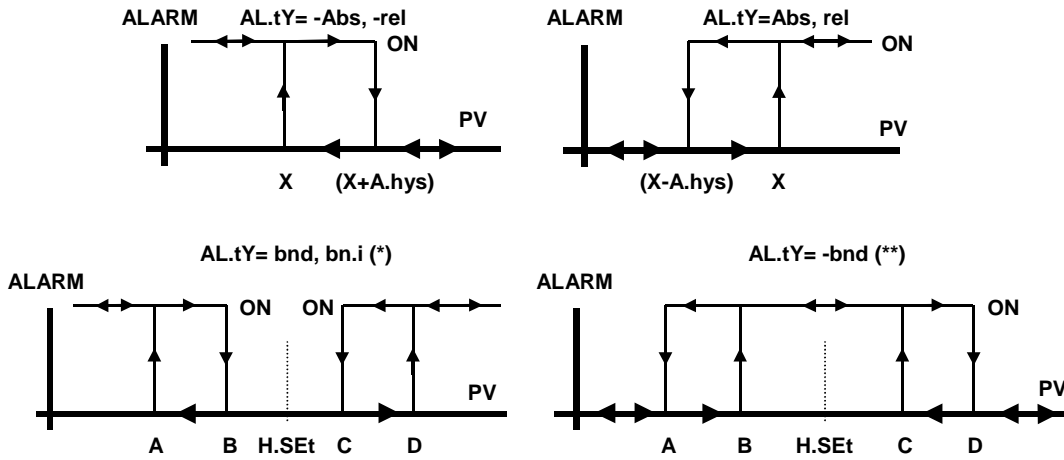 ALARM AL.tY= -Abs, -rel
ON
PV
X (X+A.hys)
ALARM AL.tY=Abs, rel
ON
PV
(X-A.hys) X
AL.tY= bnd, bn.i (*)
ALARM
ON ON
PV
A B H.SEt C D
AL.tY= -bnd (**)
ALARM
ON
PV
A B H.SEt C D